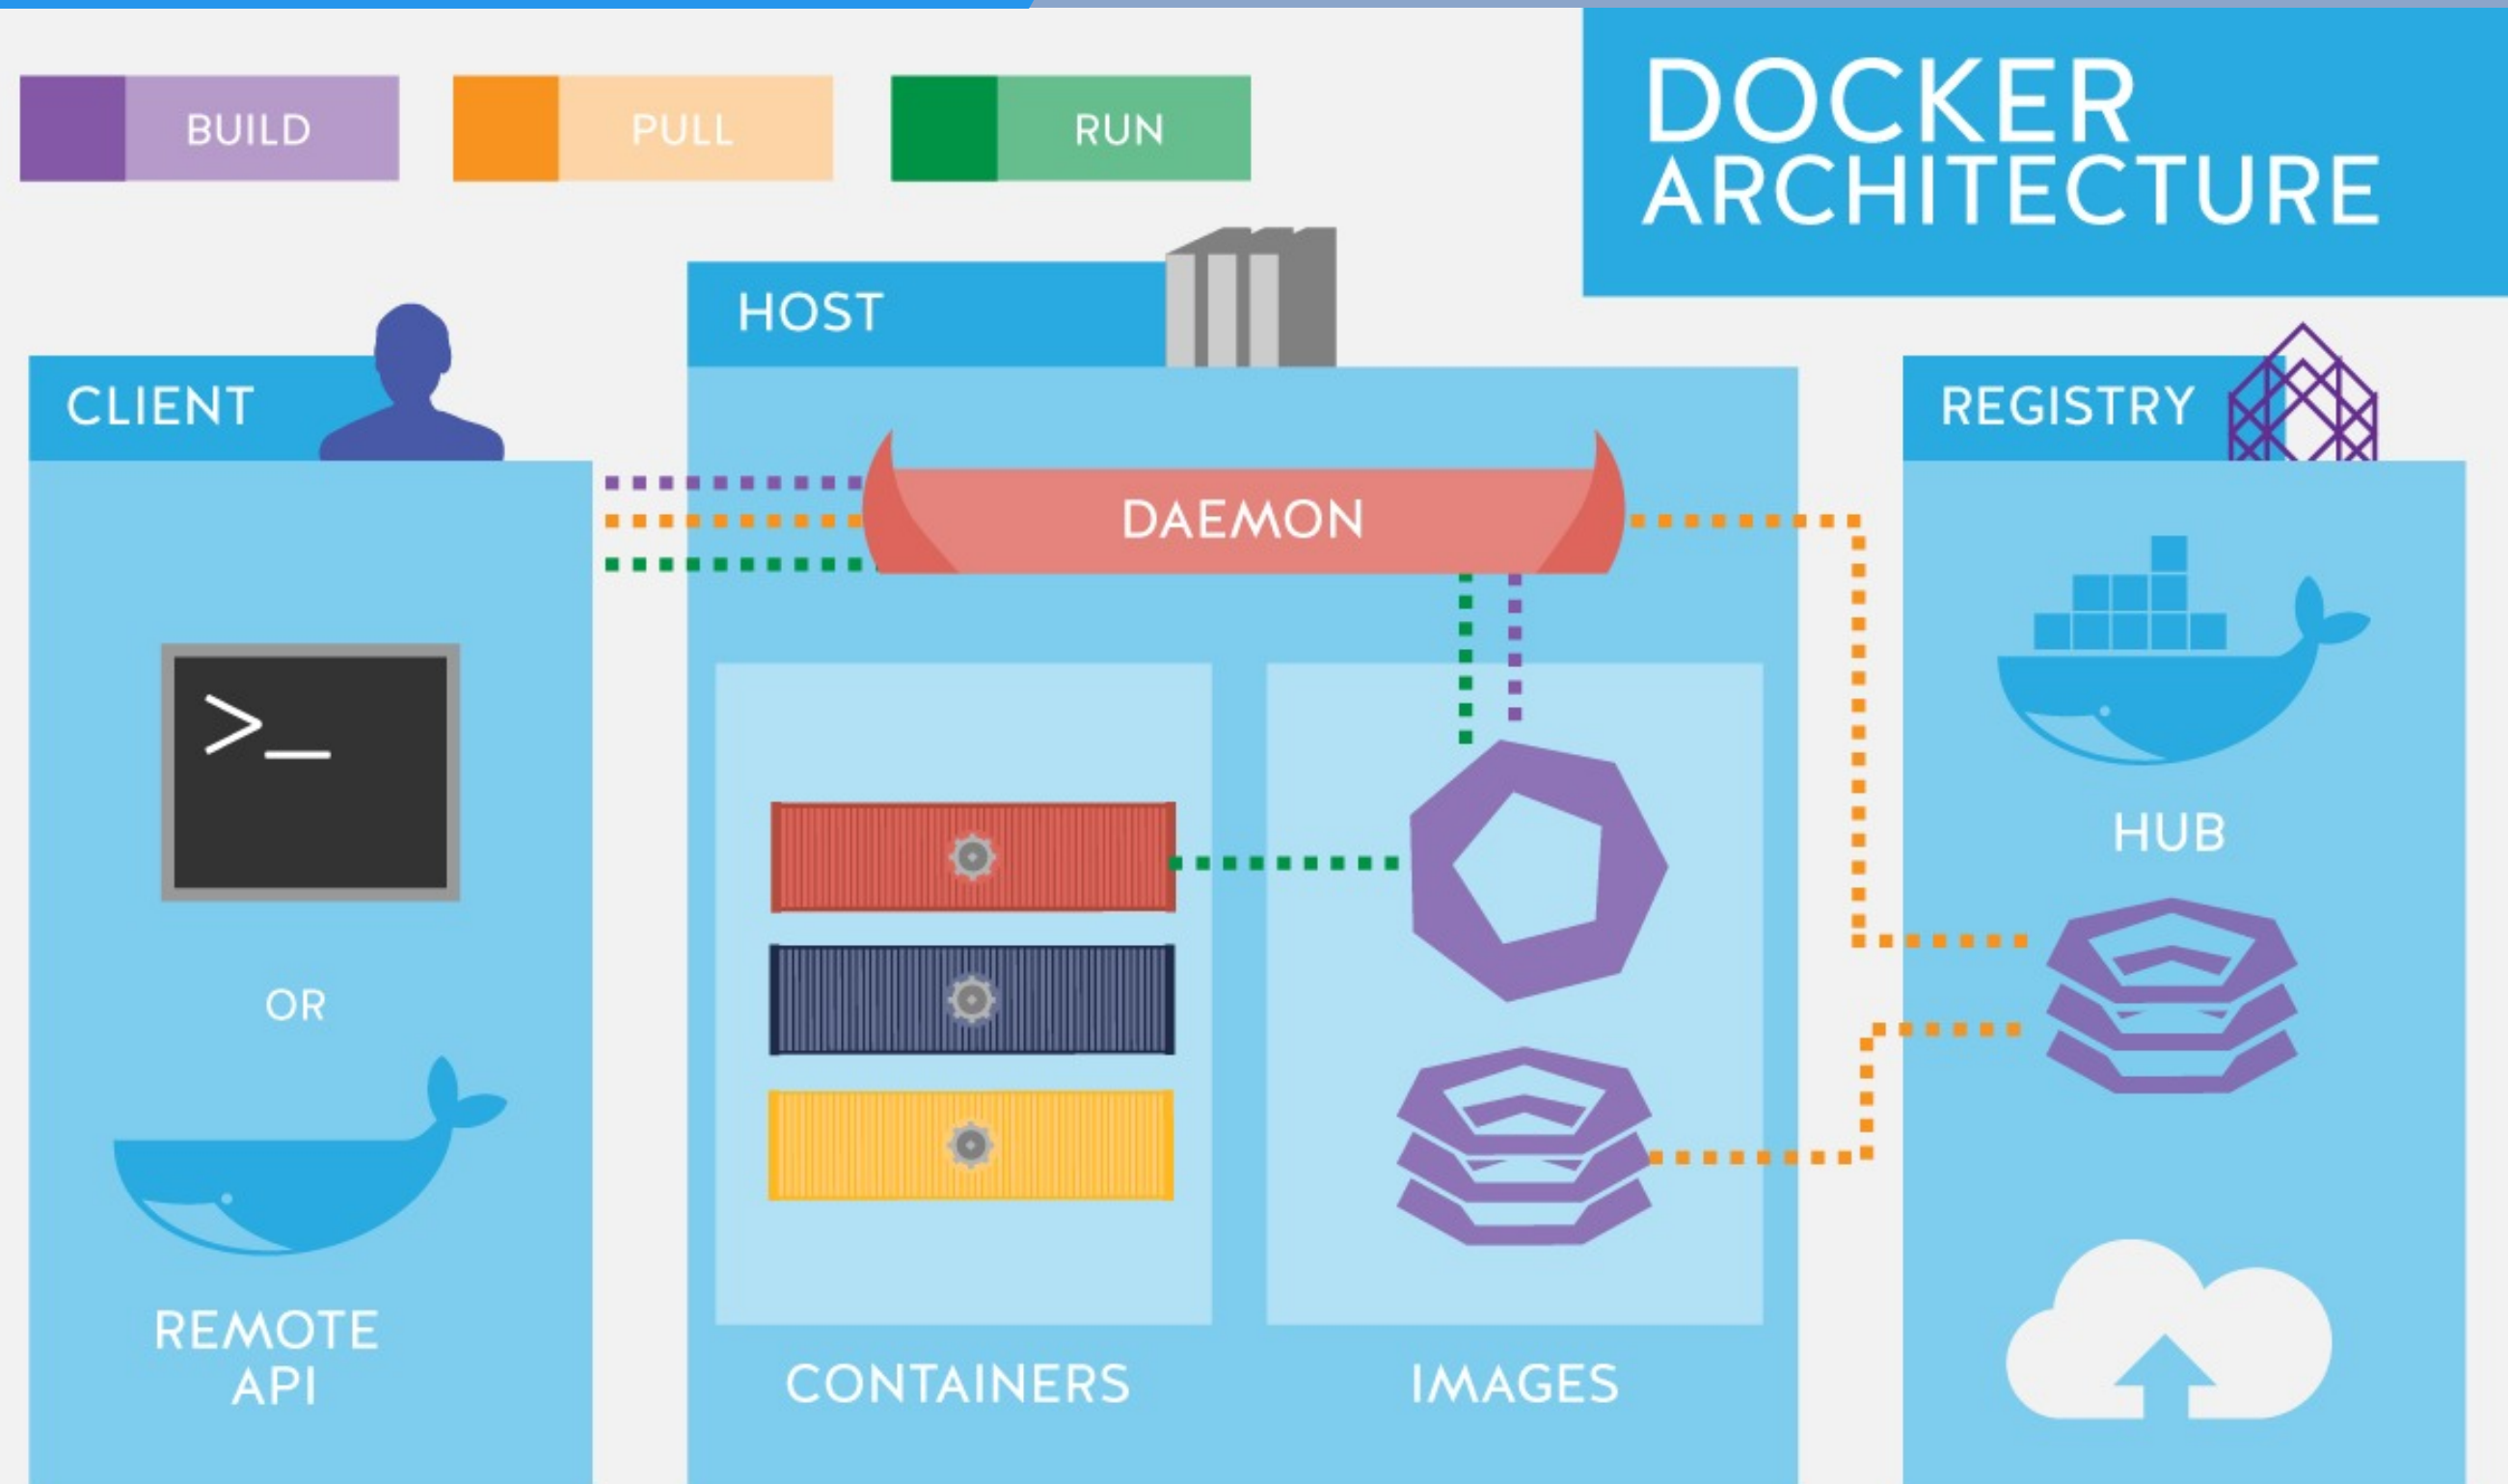 BUILD
PULL
RUN
DOCKER
ARCHITECTURE
HOST
CLIENT
REGISTRY
DAEMON
>_
HUB
OR
REMOTE
API
CONTAINERS
IMAGES